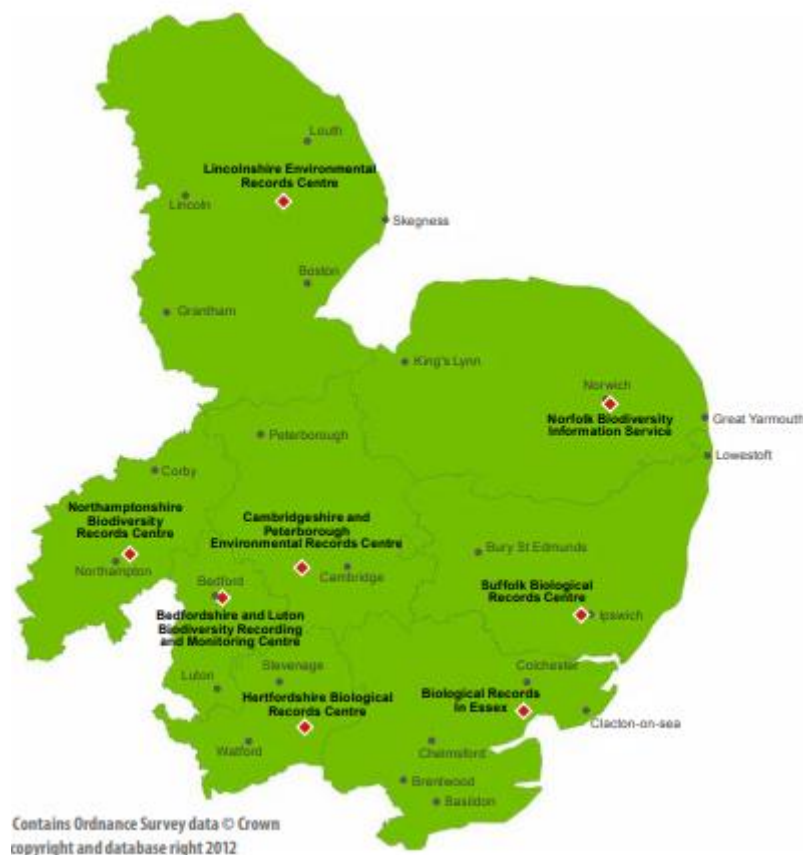 Louth
Lincolnshire Environmental
Records Centre
Lincoln
Skegness
Boston
Grantham
King's Lynn
Norwich
Norfolk Biodiversity
Information Service
Great Yarmouth
Lowestoft
Peterborough
Corby
Northamptonshire
Biodiversity
Records Centre
Northampton
Cambridgeshire and
Peterborough
Environmental Records Centre
Cambridge
Bury St Edmunds
Suffolk Biological
Records Centre
Ipswich
Bedford
Bedfordshire and Luton
Biodiversity Recording
and Monitoring Centre
Luton
Stevenage
Hertfordshire Biological
Records Centre
Watford
Colchester
Biological Records
In Essex
Clacton-on-sea
Chelmsford
Brentwood
Basildon
Contains Ordnance Survey data © Crown
copyright and database right 2012